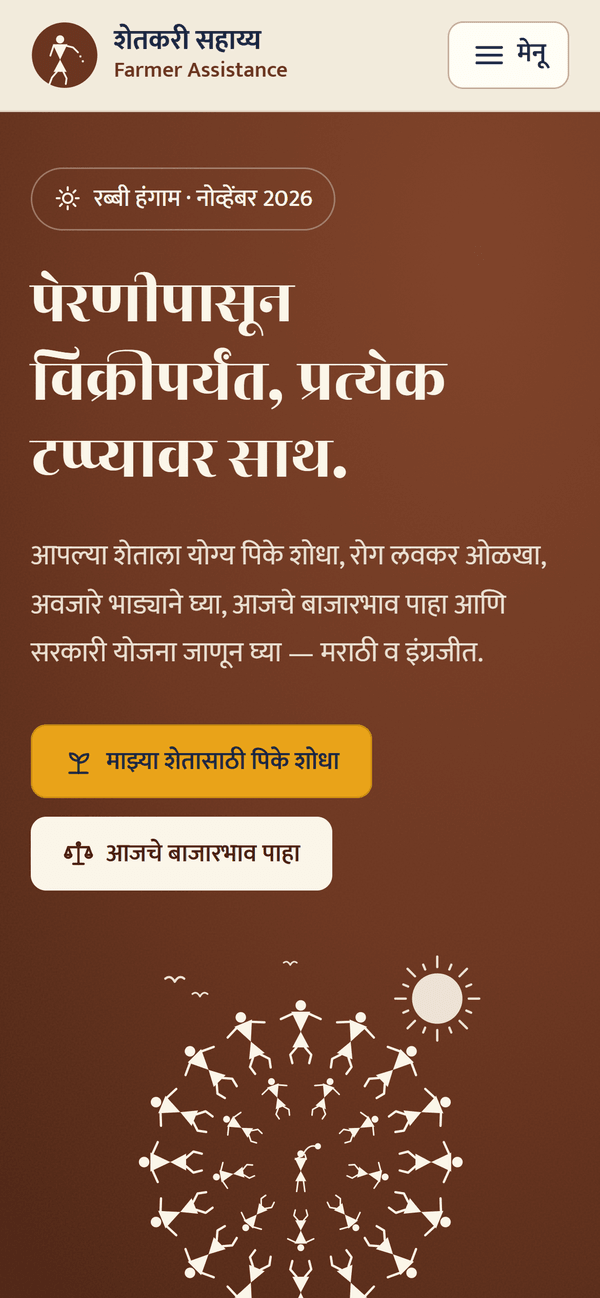 शेतकरी सहाय्य
Farmer Assistance
मेनू
रब्बी हंगाम · नोव्हेंबर 2026
पेरणीपासून
विक्रीपर्यंत, प्रत्येक
टप्प्यावर साथ.
आपल्या शेताला योग्य पिके शोधा, रोग लवकर ओळखा,
अवजारे भाड्याने घ्या, आजचे बाजारभाव पाहा आणि
सरकारी योजना जाणून घ्या — मराठी व इंग्रजीत.
माझ्या शेतासाठी पिके शोधा
आजचे बाजारभाव पाहा